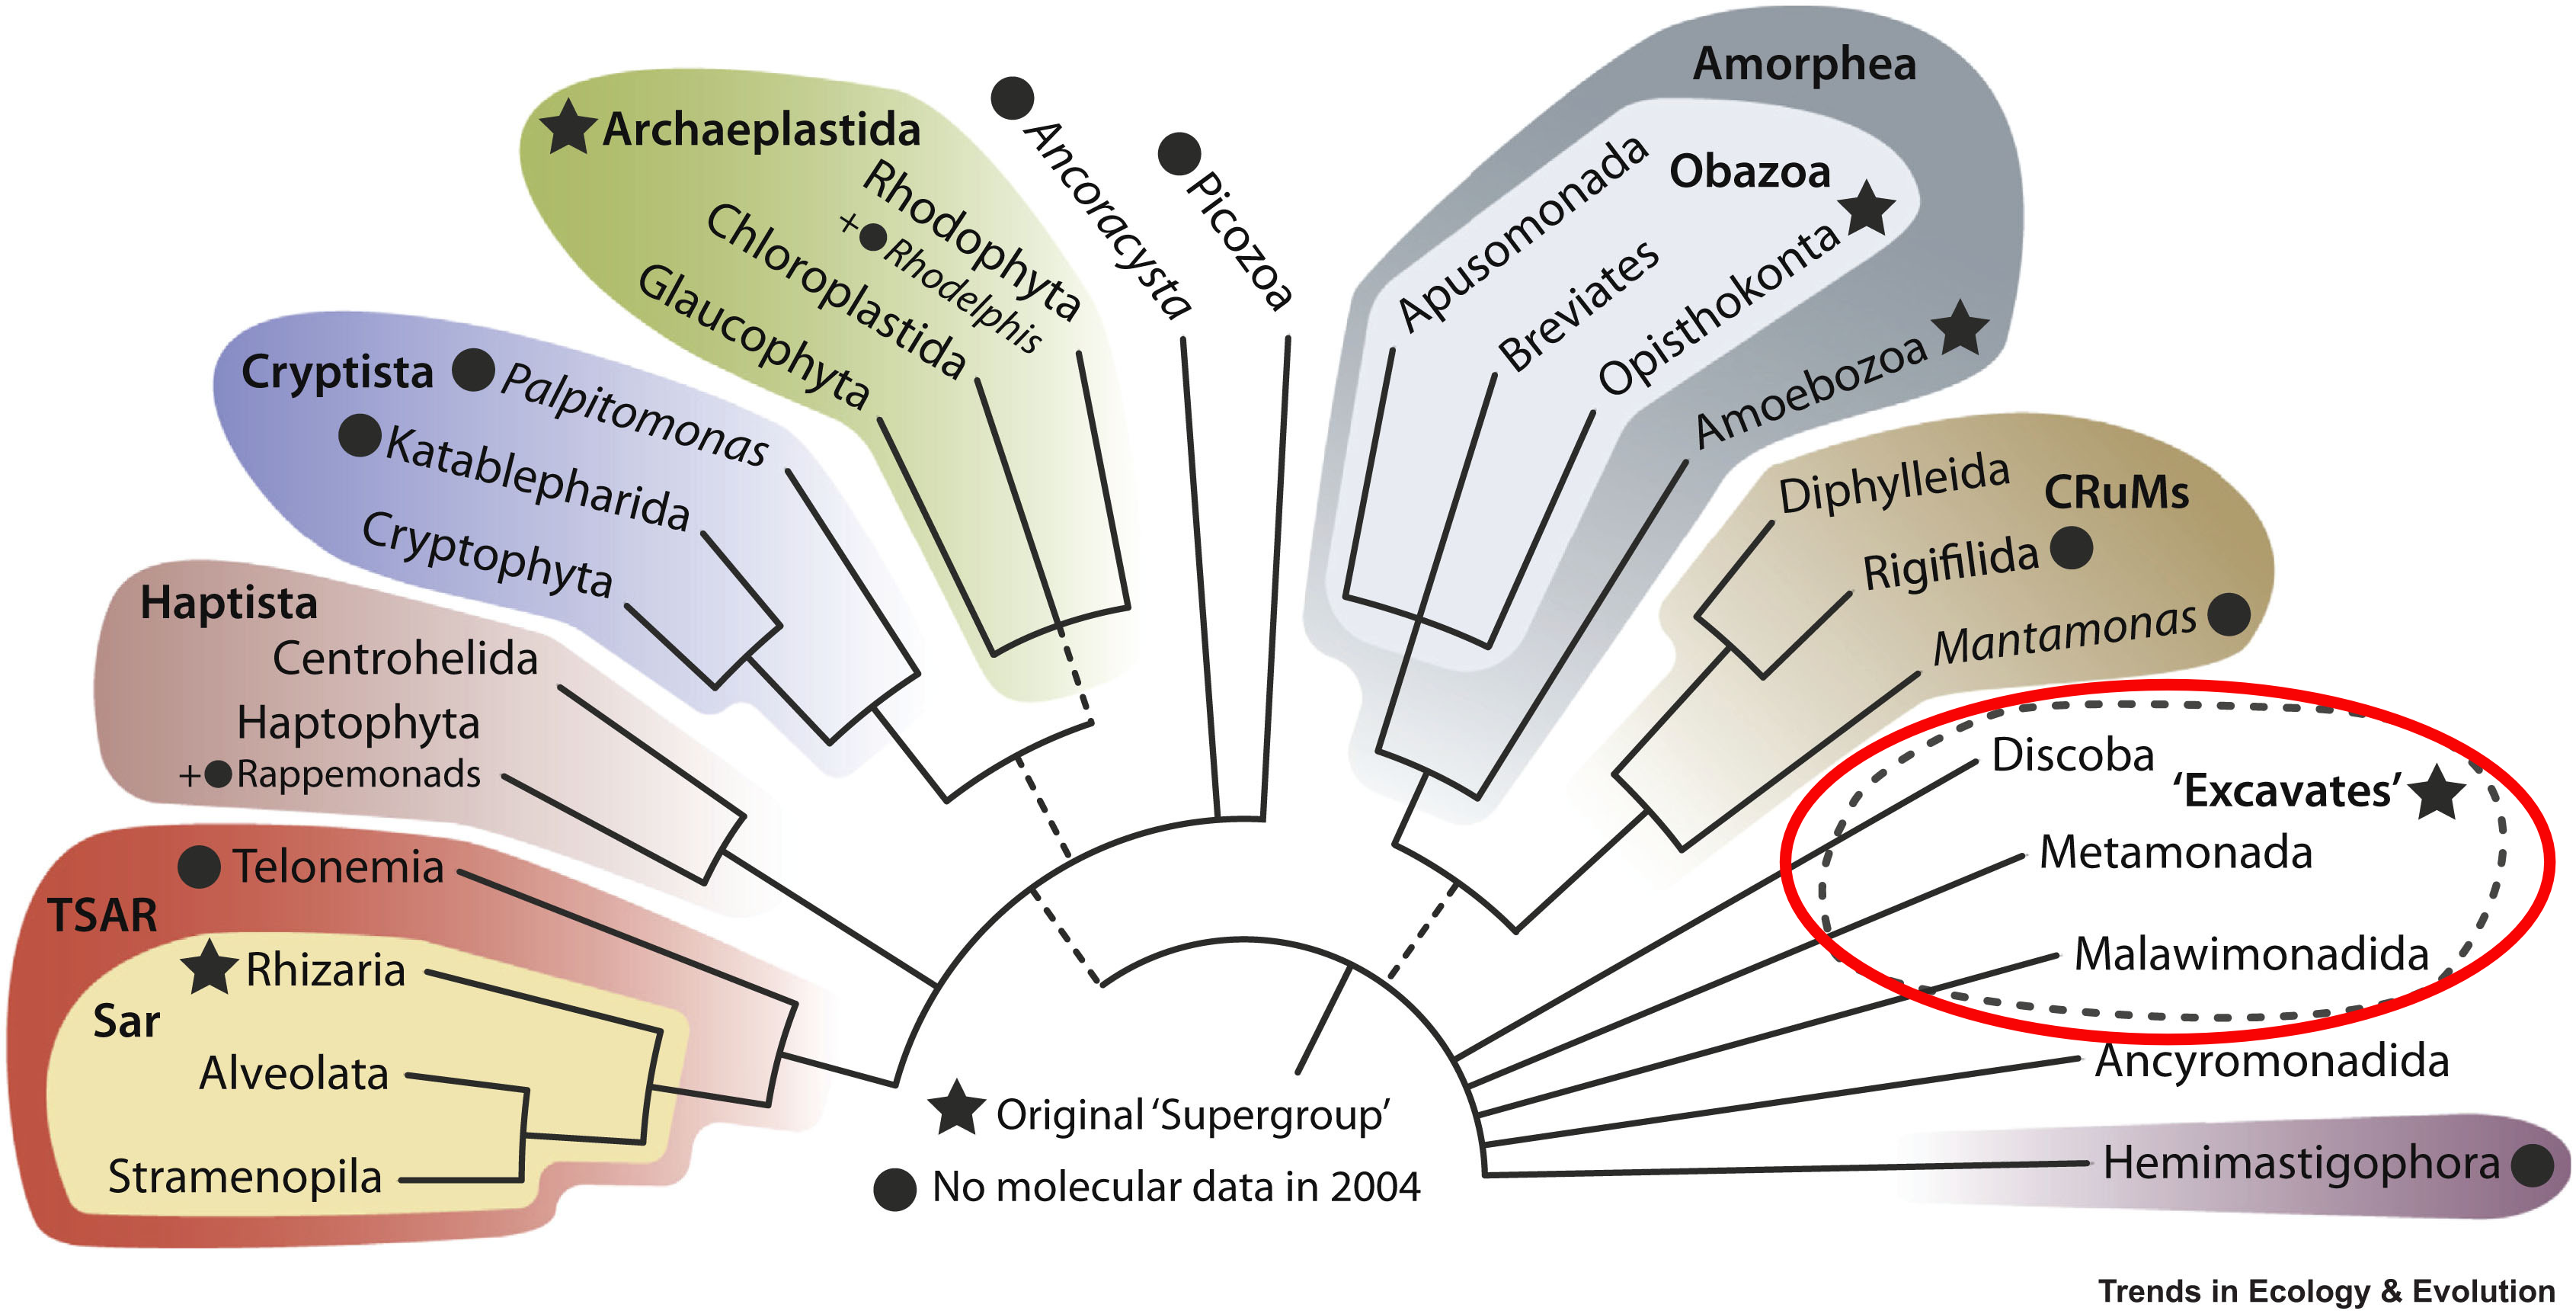 Amorphea
Archaeplastida
Ancoracysta
Picozoa
Rhodophyta
+ Rhodelphis
Chloroplastida
Glaucophyta
Apusomonada
Obazoa
Breviates
Opisthokonta
Amoebozoa
Cryptista
Palpitomonas
Katablepharida
Cryptophyta
Diphylleida
CRuMs
Rigifilida
Mantamonas
Haptista
Centrohelida
Haptophyta
+ Rappemonads
Discoba
‘Excavates’
Metamonada
Malawimonadida
Telonemia
TSAR
Rhizaria
Sar
Alveolata
Stramenopila
Ancyromonadida
Hemimastigophora
Original ‘Supergroup’
No molecular data in 2004
Trends in Ecology & Evolution